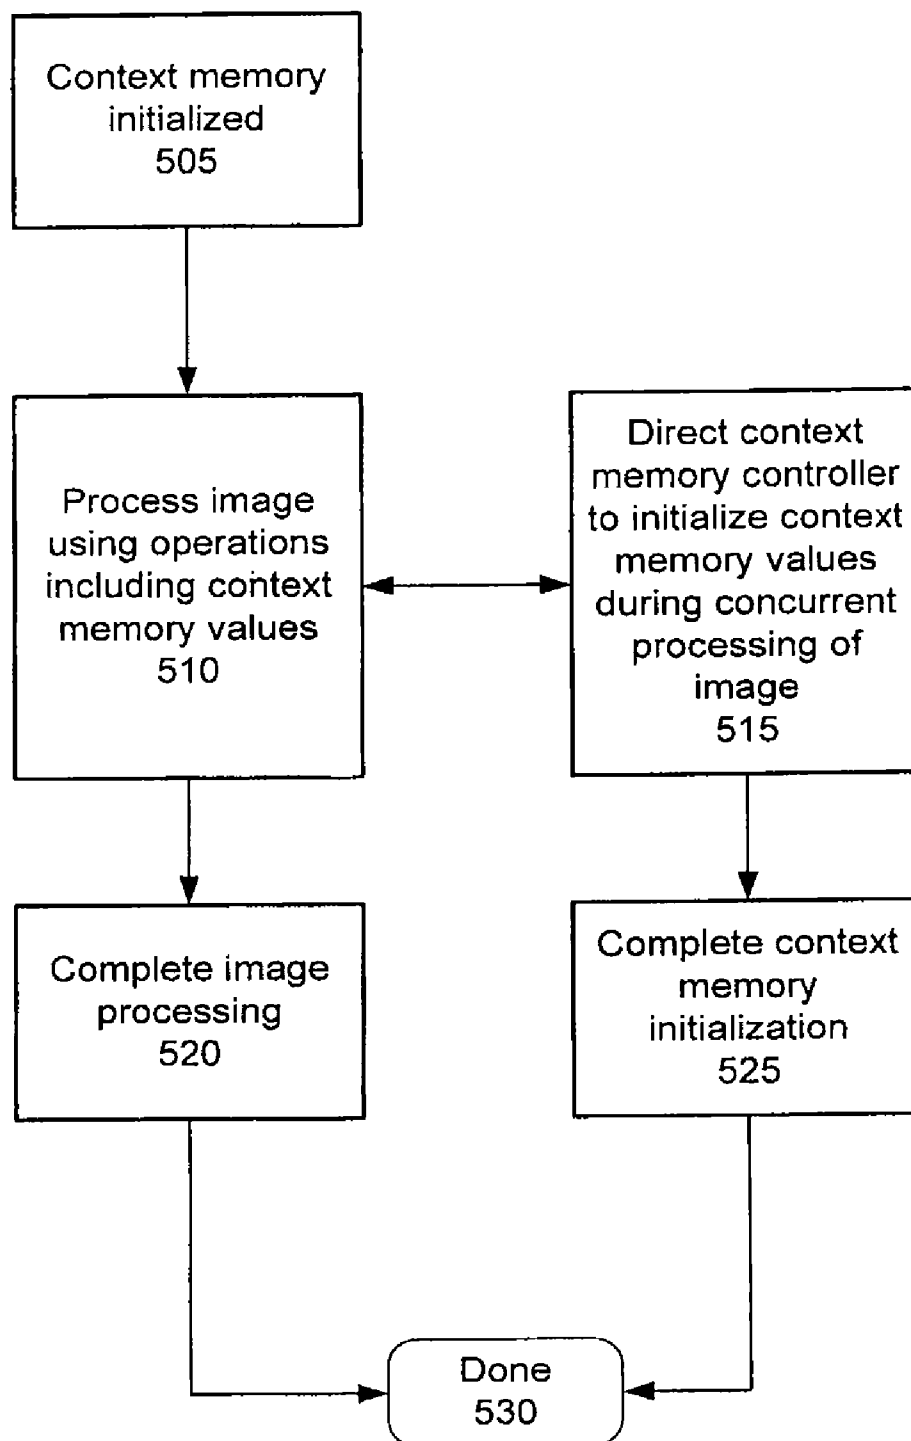 Context memory
initialized
505
Process image
using operations
including context
memory values
510
Direct context
memory controller
to initialize context
memory values
during concurrent
processing of
image
515
Complete image
processing
520
Complete context
memory
initialization
525
Done
530